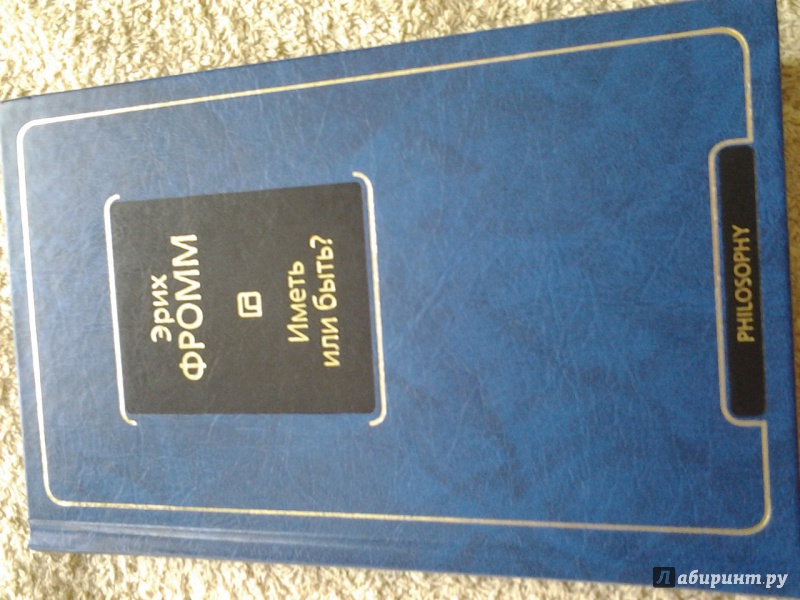 Эрих
ФРОММ
Иметь
или быть?
PHILOSOPHY
Лабиринт.ру